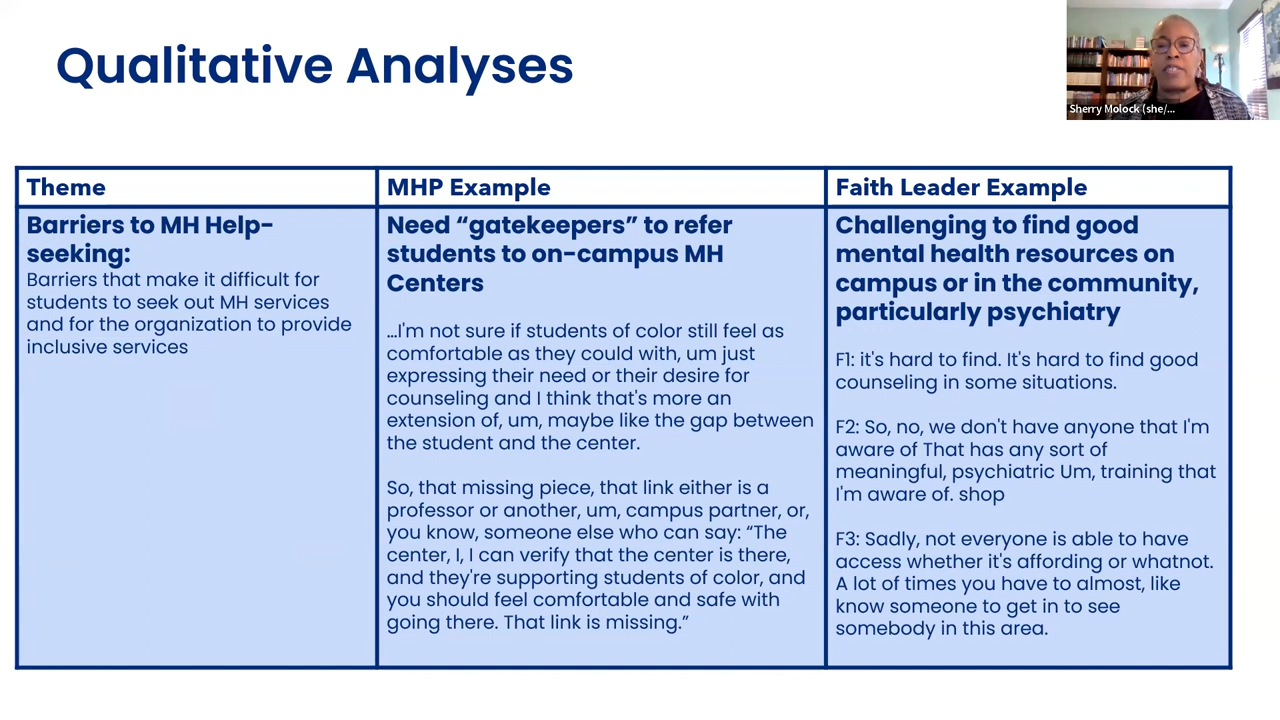 Qualitative Analyses
Sherry Molock (she/...
Theme
MHP Example
Faith Leader Example
Barriers to MH Help-
seeking:
Barriers that make it difficult for
students to seek out MH services
and for the organization to provide
inclusive services
Need “gatekeepers” to refer
students to on-campus MH
Centers
...I'm not sure if students of color still feel as
comfortable as they could with, um just
expressing their need or their desire for
counseling and I think that's more an
extension of, um, maybe like the gap between
the student and the center.
So, that missing piece, that link either is a
professor or another, um, campus partner, or,
you know, someone else who can say: “The
center, I, I can verify that the center is there,
and they're supporting students of color, and
you should feel comfortable and safe with
going there. That link is missing.”
Challenging to find good
mental health resources on
campus or in the community,
particularly psychiatry
F1: it's hard to find. It's hard to find good
counseling in some situations.
F2: So, no, we don't have anyone that I'm
aware of That has any sort of
meaningful, psychiatric Um, training that
I'm aware of. shop
F3: Sadly, not everyone is able to have
access whether it's affording or whatnot.
A lot of times you have to almost, like
know someone to get in to see
somebody in this area.